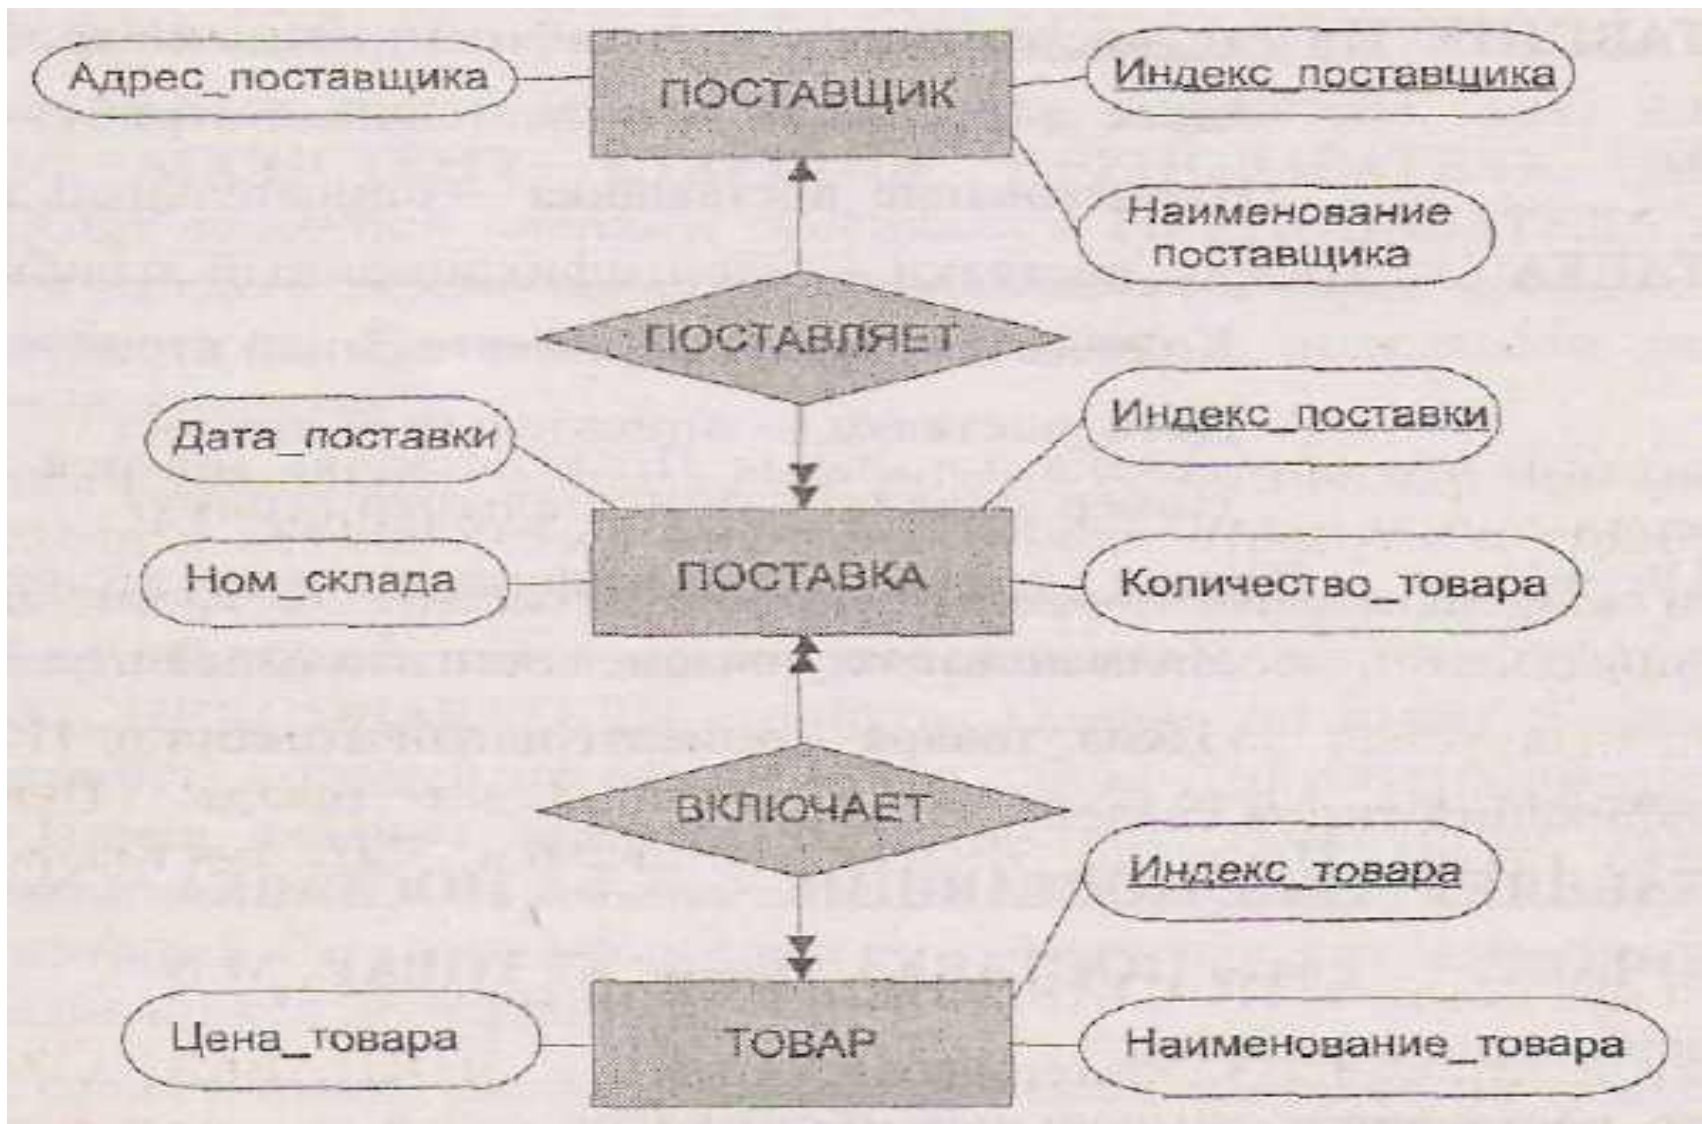 Адрес_поставщика
ПОСТАВЩИК
Индекс_поставщика
Наименование
поставщика
ПОСТАВЛЯЕТ
Дата_поставки
Индекс_поставки
Ном_склада
ПОСТАВКА
Количество_товара
ВКЛЮЧАЕТ
Индекс_товара
Цена_товара
ТОВАР
Наименование_товара